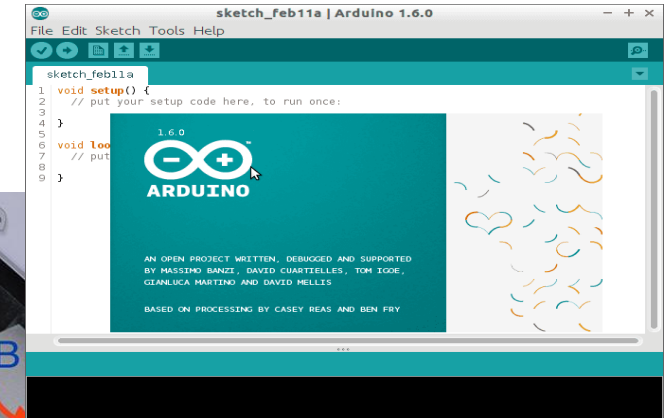 sketch_feb11a | Arduino 1.6.0
File Edit Sketch Tools Help
sketch_feb11a
1 void setup() {
2 // put your setup code here, to run once:
3
4 }
5
6 void loo
7 // put
8
9 }
1.6.0
ARDUINO
TM
AN OPEN PROJECT WRITTEN, DEBUGGED AND SUPPORTED
BY MASSIMO BANZI, DAVID CUARTIELLES, TOM IGOE,
GIANLUCA MARTINO AND DAVID MELLIS
BASED ON PROCESSING BY CASEY REAS AND BEN FRY
B